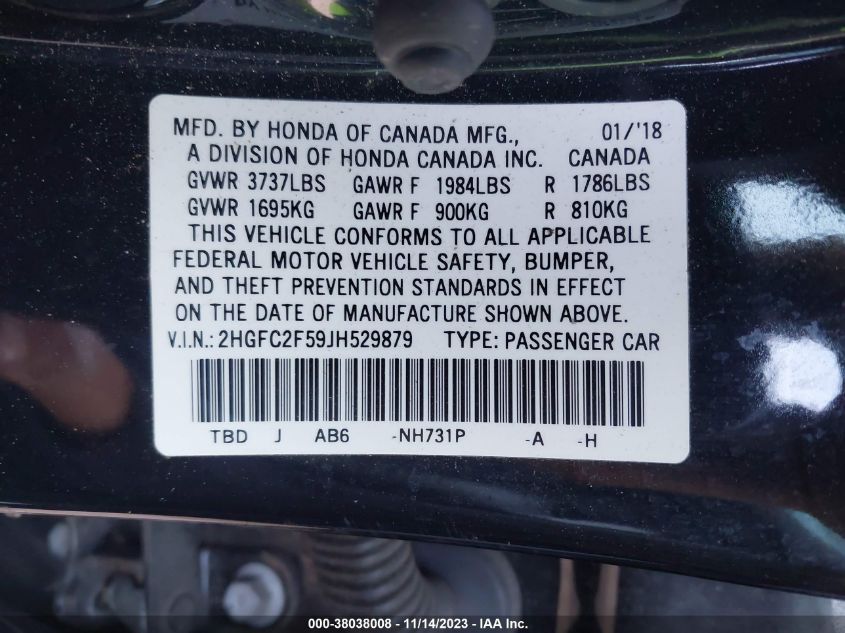 MFD. BY HONDA OF CANADA MFG., 01/'18
A DIVISION OF HONDA CANADA INC. CANADA
GVWR 3737LBS GAWR F 1984LBS R 1786LBS
GVWR 1695KG GAWR F 900KG R 810KG
THIS VEHICLE CONFORMS TO ALL APPLICABLE
FEDERAL MOTOR VEHICLE SAFETY, BUMPER,
AND THEFT PREVENTION STANDARDS IN EFFECT
ON THE DATE OF MANUFACTURE SHOWN ABOVE.
V.I.N.: 2HGFC2F59JH529879 TYPE: PASSENGER CAR
TBD J AB6 -NH731P -A -H
000-38038008 - 11/14/2023 - IAA Inc.